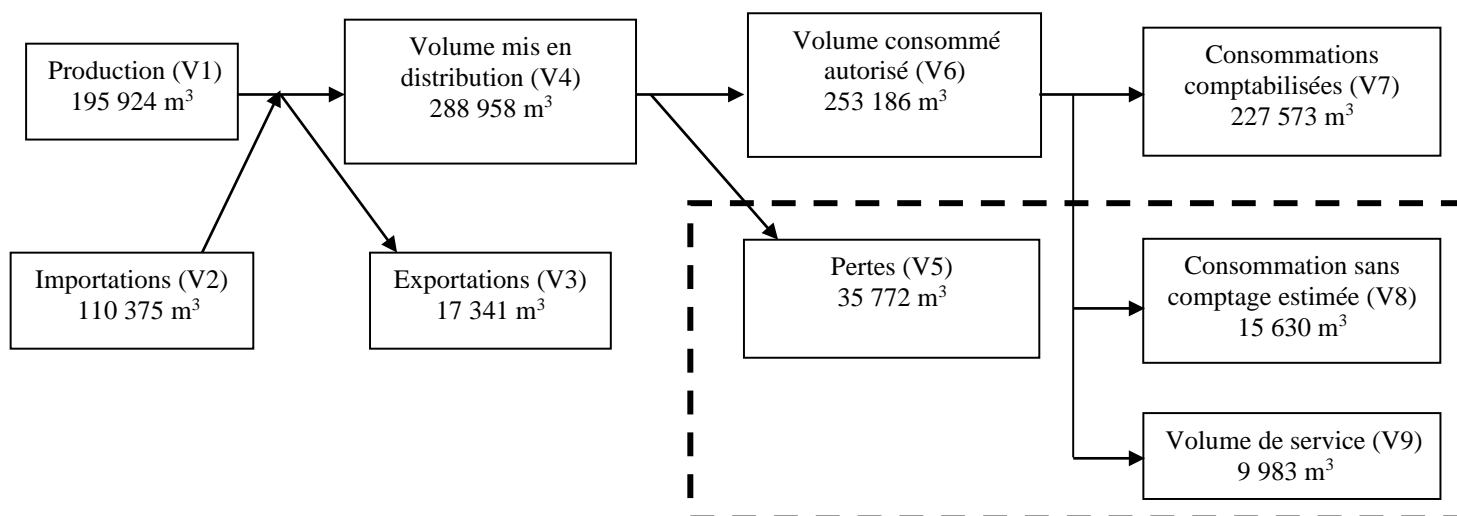 Production (V1)
195 924 m³
Volume mis en
distribution (V4)
288 958 m³
Volume consommé
autorisé (V6)
253 186 m³
Consommations
comptabilisées (V7)
227 573 m³
Importations (V2)
110 375 m³
Exportations (V3)
17 341 m³
Pertes (V5)
35 772 m³
Consommation sans
comptage estimée (V8)
15 630 m³
Volume de service (V9)
9 983 m³